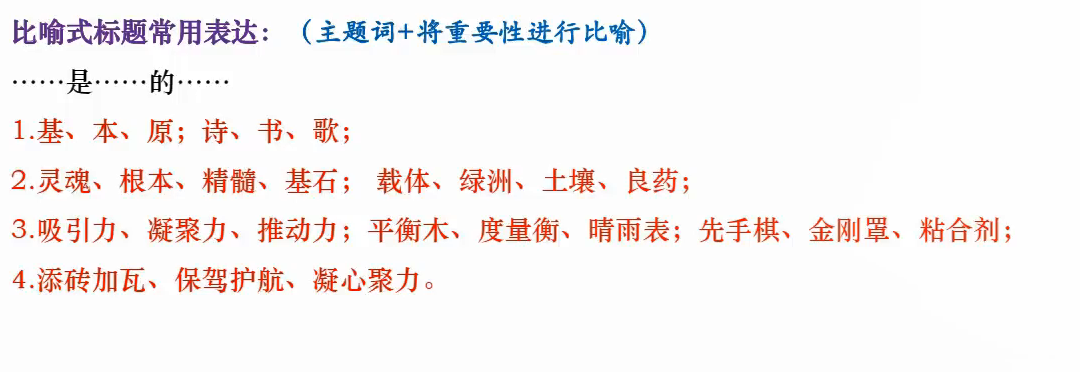 比喻式标题常用表达：（主题词+将重要性进行比喻）
……是……的……
1.基、本、原；诗、书、歌；
2.灵魂、根本、精髓、基石； 载体、绿洲、土壤、良药；
3.吸引力、凝聚力、推动力；平衡木、度量衡、晴雨表；先手棋、金刚罩、粘合剂；
4.添砖加瓦、保驾护航、凝心聚力。